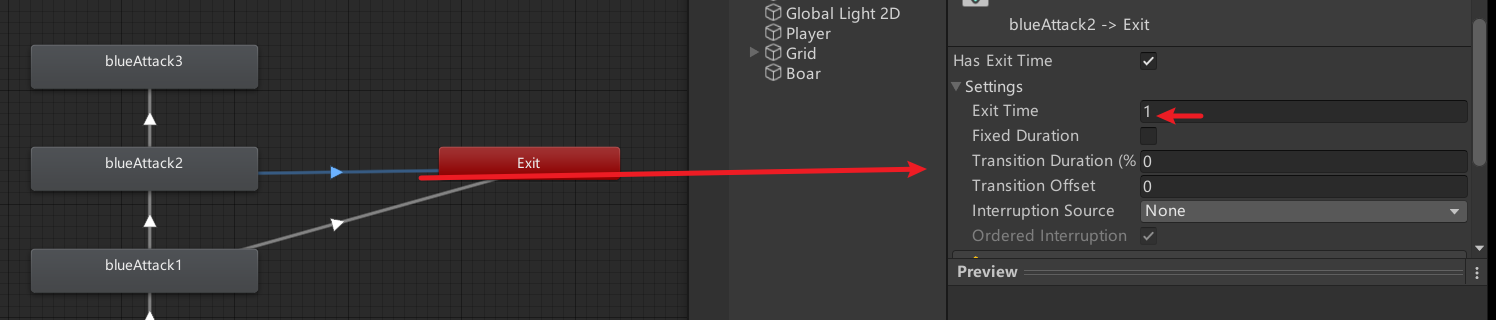 blueAttack3
blueAttack2
Exit
blueAttack1
Global Light 2D
Player
Grid
Boar
blueAttack2 -> Exit
Has Exit Time
Settings
Exit Time 1
Fixed Duration
Transition Duration (% 0
Transition Offset 0
Interruption Source None
Ordered Interruption
Preview